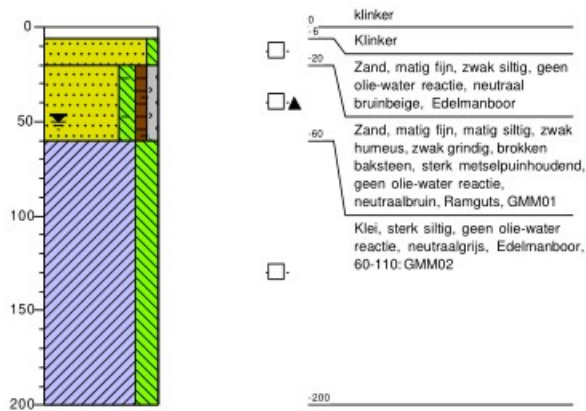 0
50
100
150
200
0
klinker
-6
Klinker
-20
Zand, matig fijn, zwak siltig, geen
olie-water reactie, neutraal
bruinbeige, Edelmanboor
-60
Zand, matig fijn, matig siltig, zwak
humeus, zwak grindig, brokken
baksteen, sterk metselpuinhoudend,
geen olie-water reactie,
neutraalbruin, Ramguts, GMM01
Klei, sterk siltig, geen olie-water
reactie, neutraalgrijs, Edelmanboor,
60-110: GMM02
-200